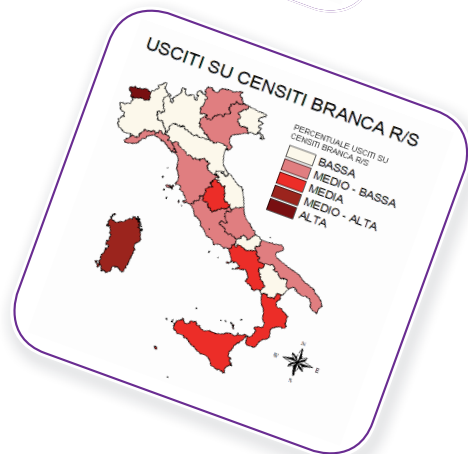 USCITI SU CENSITI BRANCA R/S
PERCENTUALE USCITI SU
CENSITI BRANCA R/S
BASSA
MEDIO - BASSA
MEDIA
MEDIO - ALTA
ALTA
N
E
S